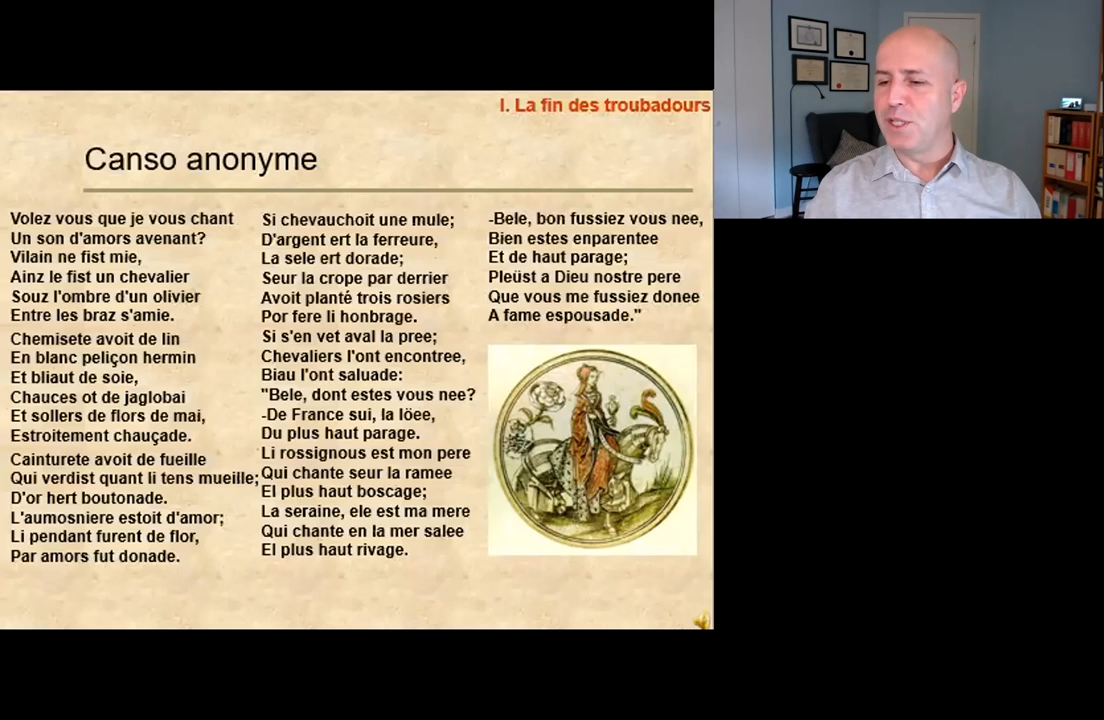 I. La fin des troubadours
Canso anonyme
Volez vous que je vous chant
Un son d'amors avenant?
Vilain ne fist mie,
Ainz le fist un chevalier
Souz l'ombre d'un olivier
Entre les braz s'amie.
Chemisete avoit de lin
En blanc peliçon hermin
Et bliaut de soie,
Chauces ot de jaglobai
Et sollers de flors de mai,
Estroitement chauçade.
Cainturete avoit de fueille
Qui verdist quant li tens mueille;
D'or hert boutonade.
L'aumosniere estoit d'amor;
Li pendant furent de flor,
Par amors fut donade.
Si chevauchoit une mule;
D'argent ert la ferreure,
La sele ert dorade;
Seur la crope par derrier
Avoit planté trois rosiers
Por fere li honbrage.
Si s'en vet aval la pree;
Chevaliers l'ont encontree,
Biau l'ont saluade:
"Bele, dont estes vous nee?
-De France sui, la löee,
Du plus haut parage.
Li rossignous est mon pere
Qui chante seur la ramee
El plus haut boscage;
La seraine, ele est ma mere
Qui chante en la mer salee
El plus haut rivage.
-Bele, bon fussiez vous nee,
Bien estes enparentee
Et de haut parage;
Pleüst a Dieu nostre pere
Que vous me fussiez donee
A fame espousade."